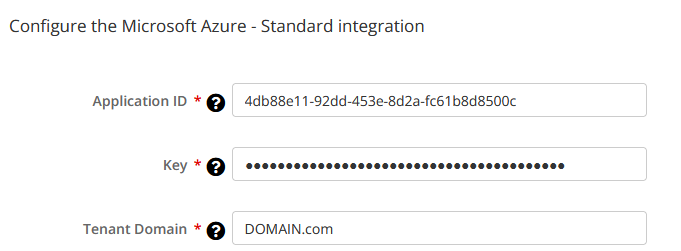 Configure the Microsoft Azure - Standard integration
Application ID * ? 4db88e11-92dd-453e-8d2a-fc61b8d8500c
Key * ? ••••••••••••••••••••••••••••••••••••••••
Tenant Domain * ? DOMAIN.com